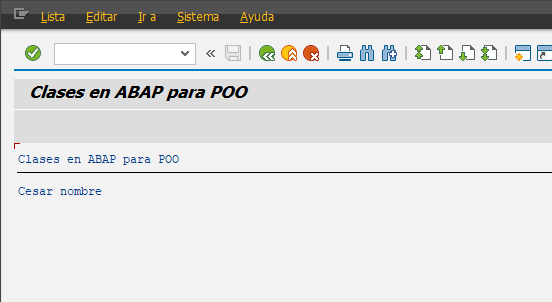 Lista Editar Ir a Sistema Ayuda
Clases en ABAP para POO
Clases en ABAP para POO
Cesar nombre